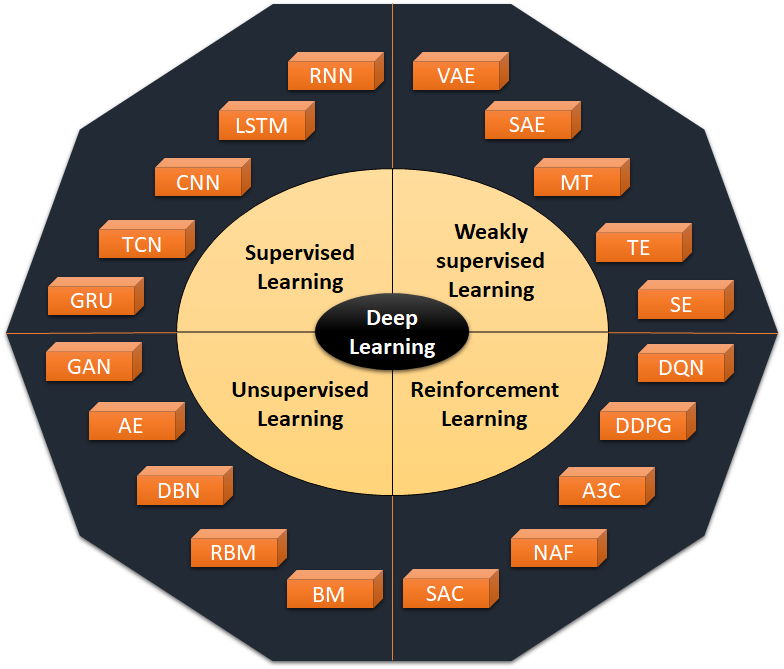 RNN
VAE
LSTM
SAE
CNN
MT
TCN
TE
GRU
SE
Supervised
Learning
Weakly
supervised
Learning
Deep
Learning
Unsupervised
Learning
Reinforcement
Learning
GAN
DQN
AE
DDPG
DBN
A3C
RBM
NAF
BM
SAC